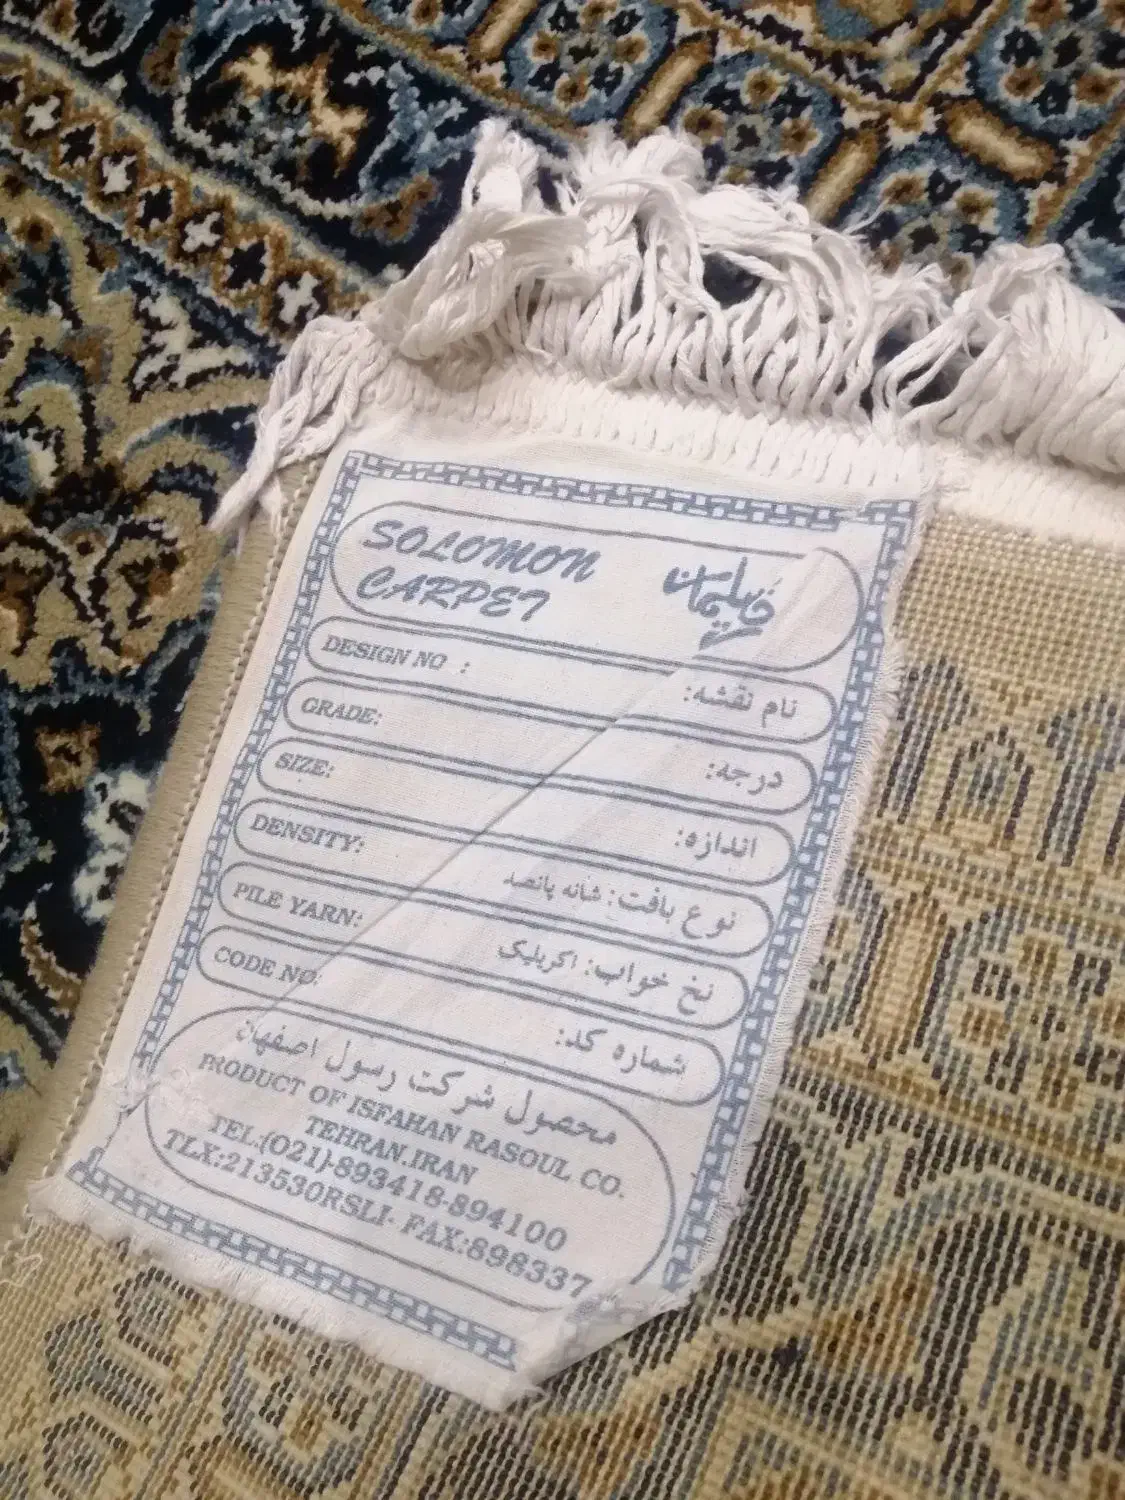 SOLOMON
CARPET
فرش سلیمان
DESIGN NO : نام نقشه:
GRADE: درجه:
SIZE: اندازه:
DENSITY: نوع بافت: شانه پانصد
PILE YARN: نخ خواب: اکریلیک
CODE NO: شماره کد:
محصول شرکت رسول اصفهان
PRODUCT OF ISFAHAN RASOUL CO.
TEHRAN.IRAN
TEL:(021)-893418-894100
TLX:213530RSLI- FAX:898337